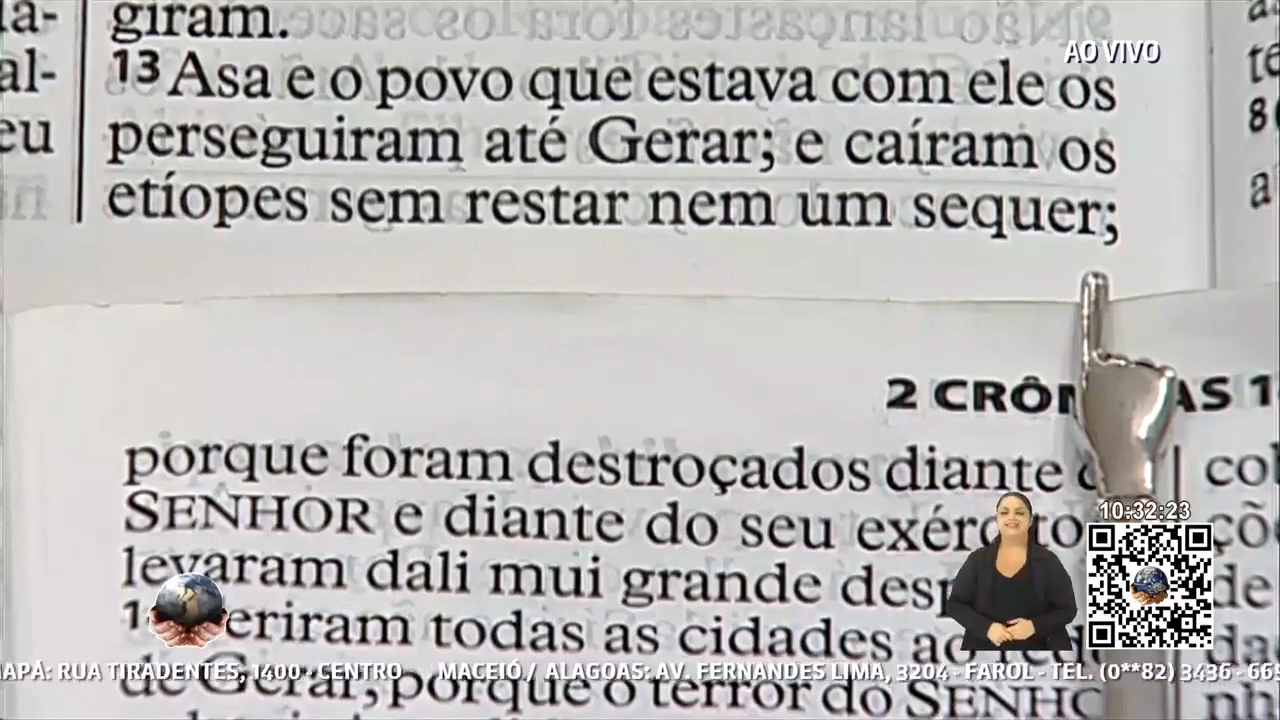 giram.
13 Asa e o povo que estava com ele os
perseguiram até Gerar; e caíram os
etíopes sem restar nem um sequer;
AO VIVO
2 CRÔN
porque foram destroçados diante
SENHOR e diante do seu exército
levaram dali mui grande
eriram todas as cidades
de Gerar, porque o terror do SENHO
10:32:23
MAPÁ: RUA TIRADENTES, 1400 - CENTRO MACEIÓ / ALAGOAS: AV. FERNANDES LIMA, 3204 - FAROL - TEL. (0**82) 3436 - 66